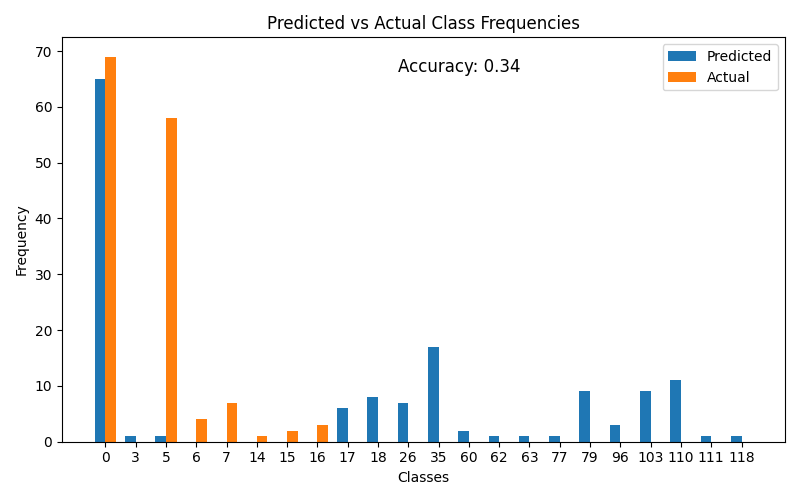 Predicted vs Actual Class Frequencies
Accuracy: 0.34
Predicted
Actual
Frequency
70
60
50
40
30
20
10
0
0 3 5 6 7 14 15 16 17 18 26 35 60 62 63 77 79 96 103 110 111 118
Classes